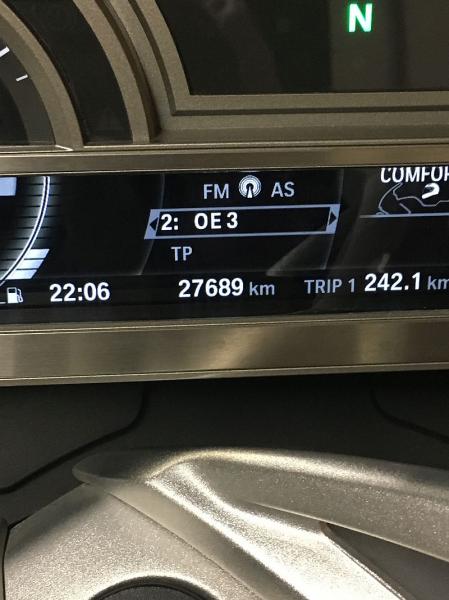 N
FM AS
COMFOR
2: OE 3
TP
22:06 27689 km TRIP 1 242.1 km